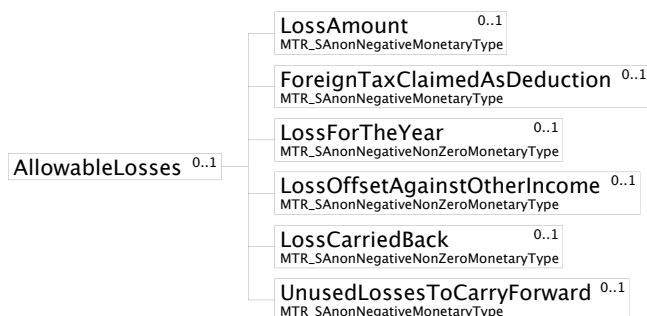 LossAmount 0..1
MTR_SAnonNegativeMonetaryType
ForeignTaxClaimedAsDeduction 0..1
MTR_SAnonNegativeMonetaryType
LossForTheYear 0..1
MTR_SAnonNegativeNonZeroMonetaryType
AllowableLosses 0..1
LossOffsetAgainstOtherIncome 0..1
MTR_SAnonNegativeNonZeroMonetaryType
LossCarriedBack 0..1
MTR_SAnonNegativeNonZeroMonetaryType
UnusedLossesToCarryForward 0..1
MTR_SAnonNegativeMonetaryType